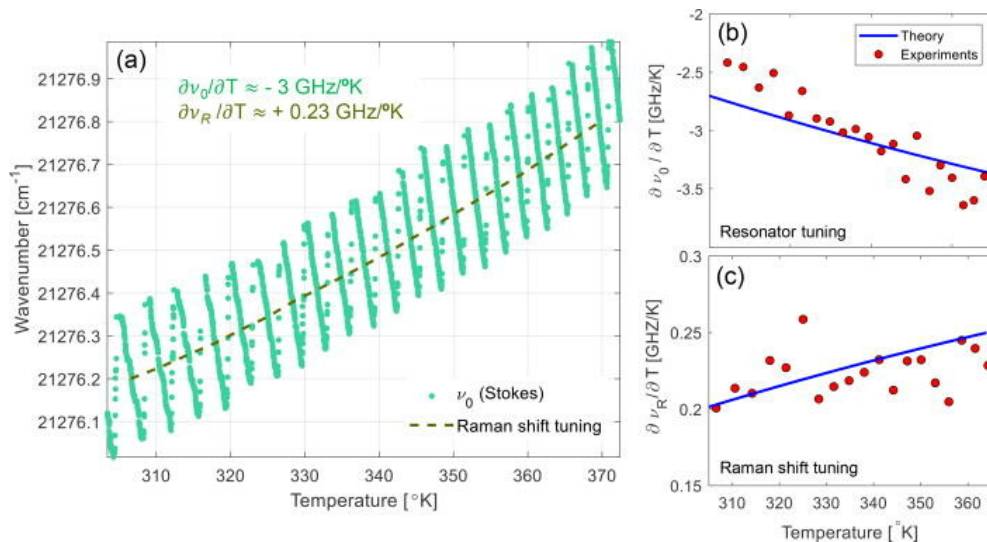 (a)
∂ν₀/∂T ≈ - 3 GHz/ºK
∂ν_R /∂T ≈ + 0.23 GHz/ºK
Wavenumber [cm⁻¹]
21276.9
21276.8
21276.7
21276.6
21276.5
21276.4
21276.3
21276.2
21276.1
ν₀ (Stokes)
Raman shift tuning
310 320 330 340 350 360 370
Temperature [°K]
(b)
Theory
Experiments
∂ ν₀ / ∂ T [GHz/K]
-2
-2.5
-3
-3.5
-4
Resonator tuning
(c)
∂ ν_R/∂ T [GHZ/K]
0.3
0.25
0.2
0.15
Raman shift tuning
310 320 330 340 350 360
Temperature [°K]